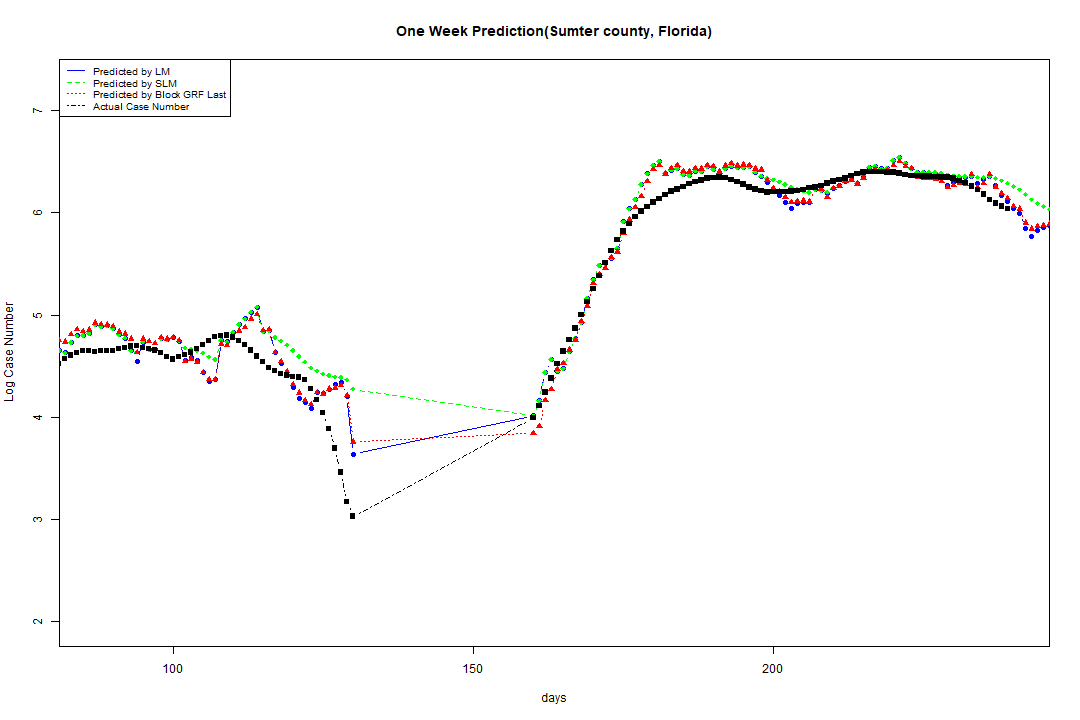 One Week Prediction(Sumter county, Florida)
Predicted by LM
Predicted by SLM
Predicted by Block GRF Last
Actual Case Number
7
6
5
4
3
2
Log Case Number
100 150 200
days